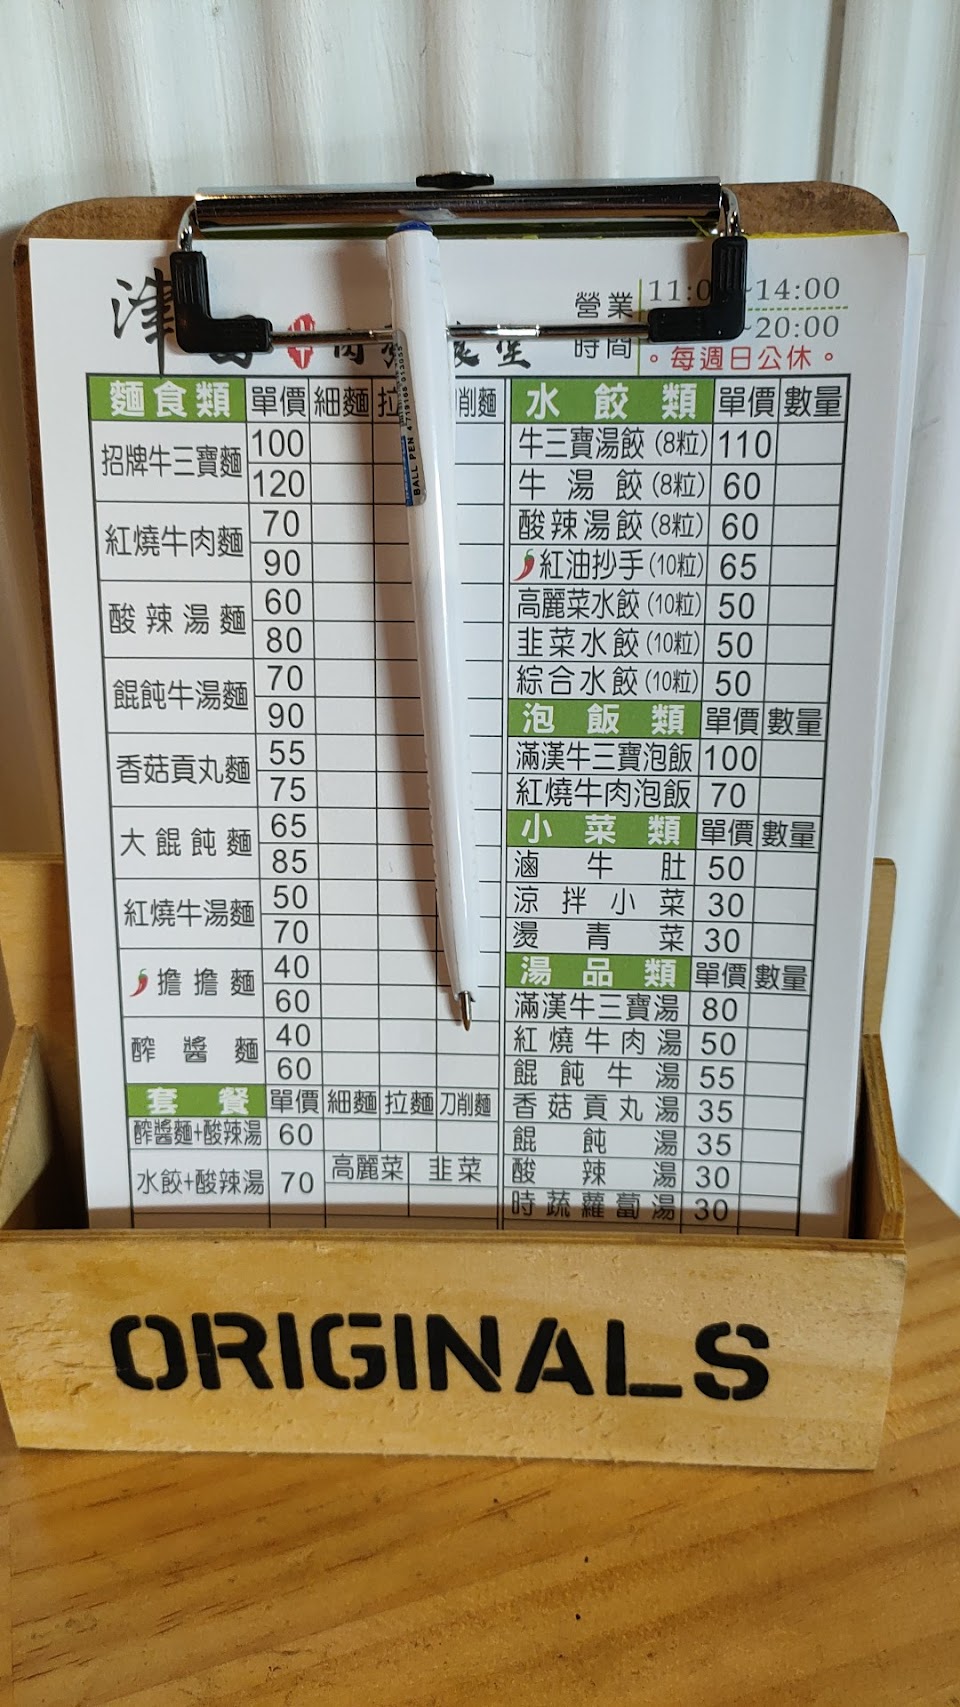 津
營業 11:0 ~14:00
時間 ~20:00
。每週日公休。
麵食類 單價 細麵 拉 削麵
招牌牛三寶麵 100
120
紅燒牛肉麵 70
90
酸辣湯麵 60
80
餛飩牛湯麵 70
90
香菇貢丸麵 55
75
大餛飩麵 65
85
紅燒牛湯麵 50
70
擔擔麵 40
60
醡醬麵 40
60
套餐 單價 細麵 拉麵 刀削麵
醡醬麵+酸辣湯 60
水餃+酸辣湯 70 高麗菜 韭菜
水餃類 單價 數量
牛三寶湯餃(8粒) 110
牛湯餃(8粒) 60
酸辣湯餃(8粒) 60
紅油抄手(10粒) 65
高麗菜水餃(10粒) 50
韭菜水餃(10粒) 50
綜合水餃(10粒) 50
泡飯類 單價 數量
滿漢牛三寶泡飯 100
紅燒牛肉泡飯 70
小菜類 單價 數量
滷牛肚 50
涼拌小菜 30
燙青菜 30
湯品類 單價 數量
滿漢牛三寶湯 80
紅燒牛肉湯 50
餛飩牛湯 55
香菇貢丸湯 35
餛飩湯 35
酸辣湯 30
時蔬蘿蔔湯 30
BALL PEN
ORIGINALS